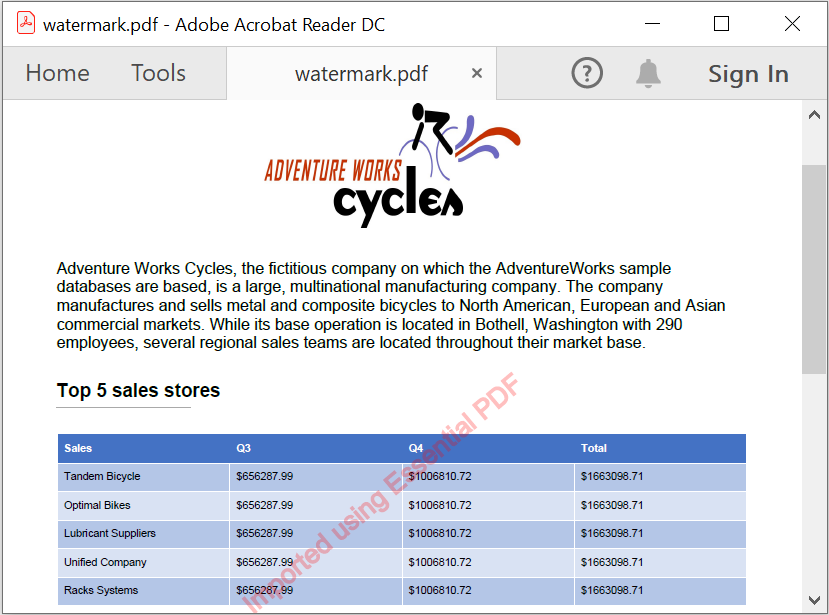 watermark.pdf - Adobe Acrobat Reader DC
Home Tools watermark.pdf × ? Sign In
ADVENTURE WORKS
cycles
Adventure Works Cycles, the fictitious company on which the AdventureWorks sample
databases are based, is a large, multinational manufacturing company. The company
manufactures and sells metal and composite bicycles to North American, European and Asian
commercial markets. While its base operation is located in Bothell, Washington with 290
employees, several regional sales teams are located throughout their market base.
Top 5 sales stores
Sales Q3 Q4 Total
Tandem Bicycle $656287.99 $1006810.72 $1663098.71
Optimal Bikes $656287.99 $1006810.72 $1663098.71
Lubricant Suppliers $656287.99 $1006810.72 $1663098.71
Unified Company $656287.99 $1006810.72 $1663098.71
Racks Systems $656287.99 $1006810.72 $1663098.71
Imported using Essential PDF